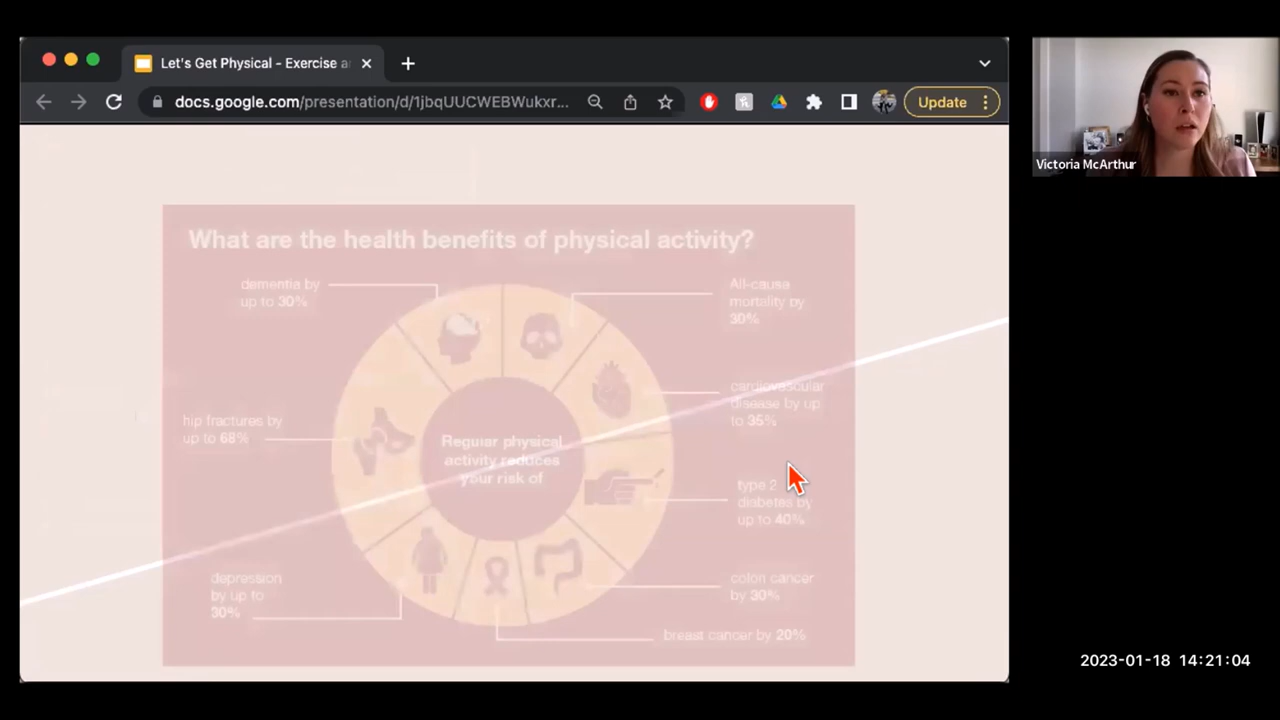 Let's Get Physical - Exercise a
docs.google.com/presentation/d/1jbqUUCWEBWukxr...
Update
Victoria McArthur
What are the health benefits of physical activity?
dementia by
up to 30%
All-cause
mortality by
30%
cardiovascular
disease by up
to 35%
hip fractures by
up to 68%
Regular physical
activity reduces
your risk of
type 2
diabetes by
up to 40%
depression
by up to
30%
colon cancer
by 30%
breast cancer by 20%
2023-01-18 14:21:04